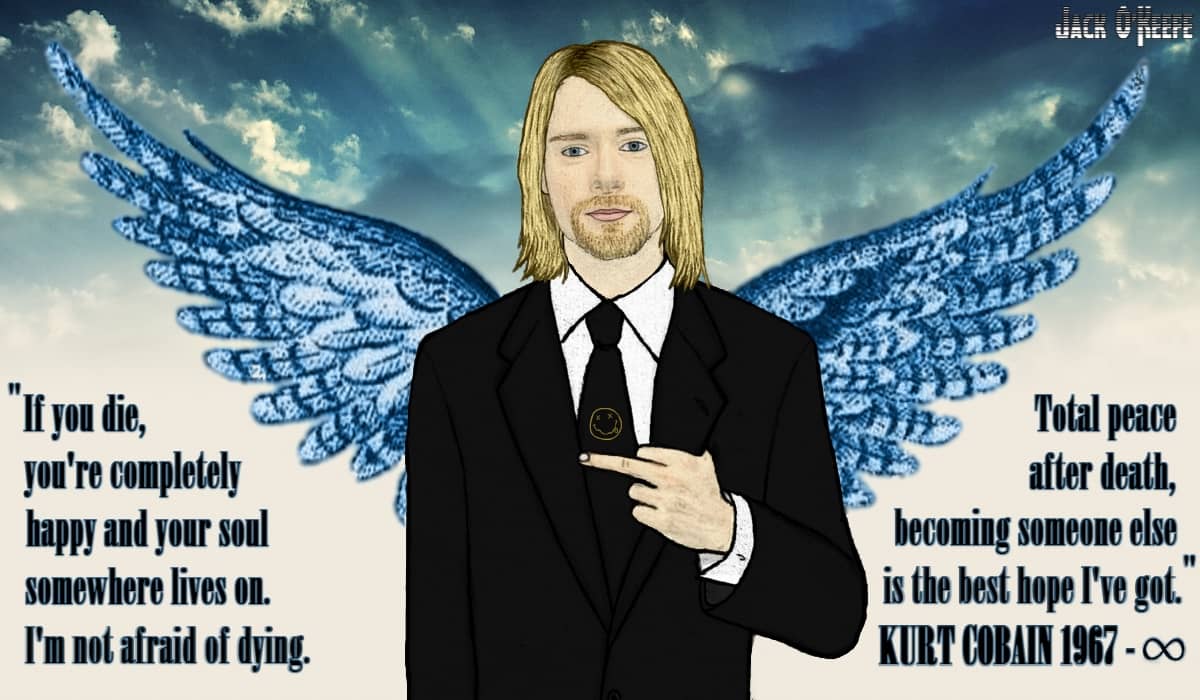 Jack O'Keefe
"If you die,
you're completely
happy and your soul
somewhere lives on.
I'm not afraid of dying.
Total peace
after death,
becoming someone else
is the best hope I've got."
KURT COBAIN 1967 - ∞